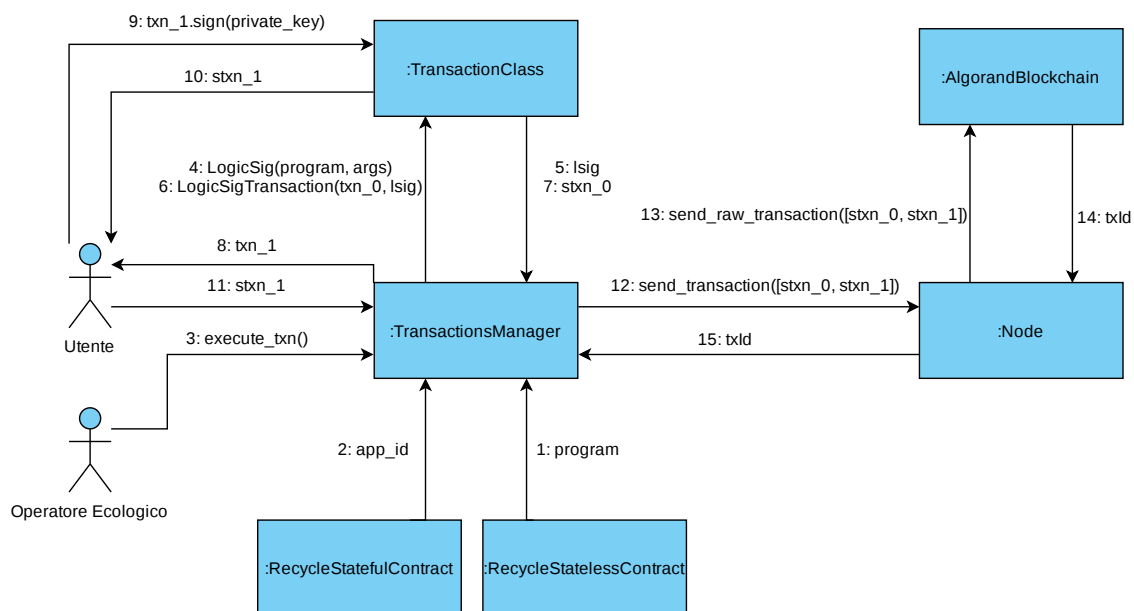 9: txn_1.sign(private_key)
:TransactionClass
10: stxn_1
:AlgorandBlockchain
4: LogicSig(program, args)
6: LogicSigTransaction(txn_0, lsig)
5: lsig
7: stxn_0
13: send_raw_transaction([stxn_0, stxn_1])
14: txId
8: txn_1
11: stxn_1
12: send_transaction([stxn_0, stxn_1])
:TransactionsManager
:Node
Utente
3: execute_txn()
15: txId
2: app_id
1: program
Operatore Ecologico
:RecycleStatefulContract
:RecycleStatelessContract